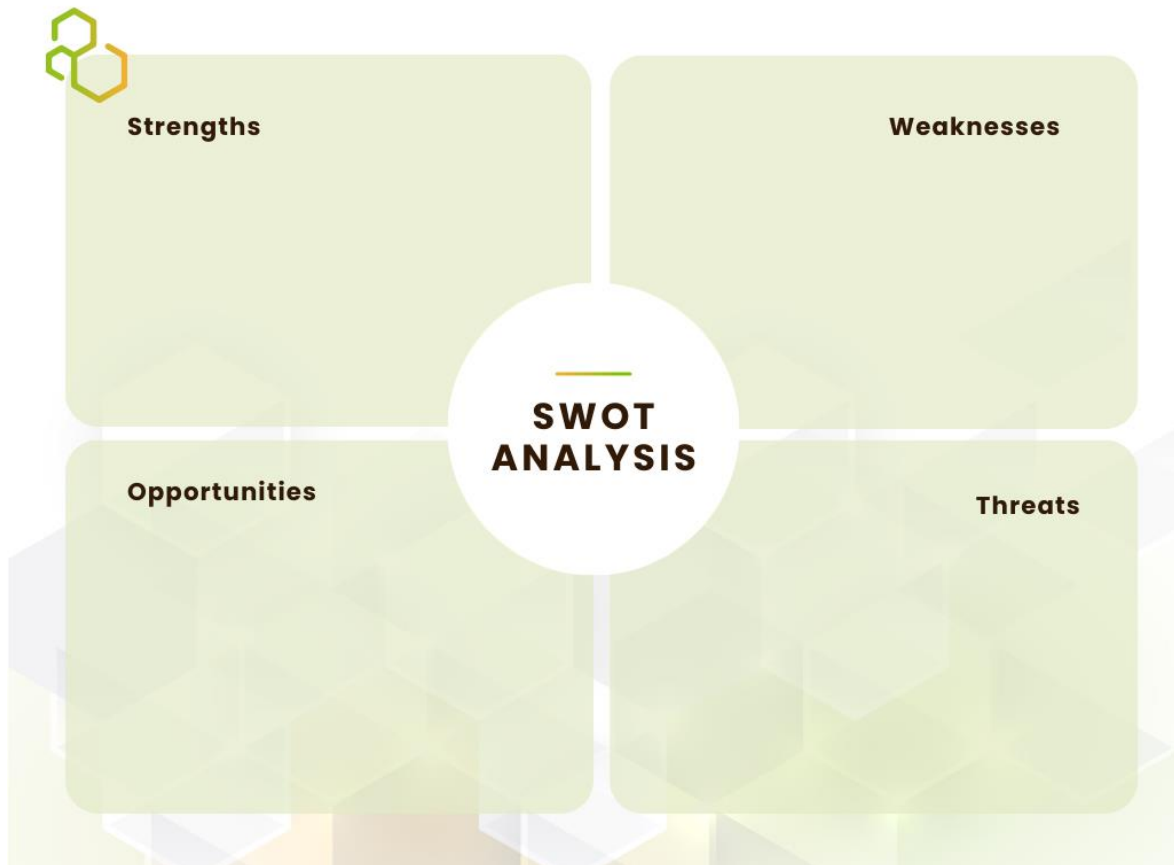 Strengths
Weaknesses
SWOT
ANALYSIS
Opportunities
Threats